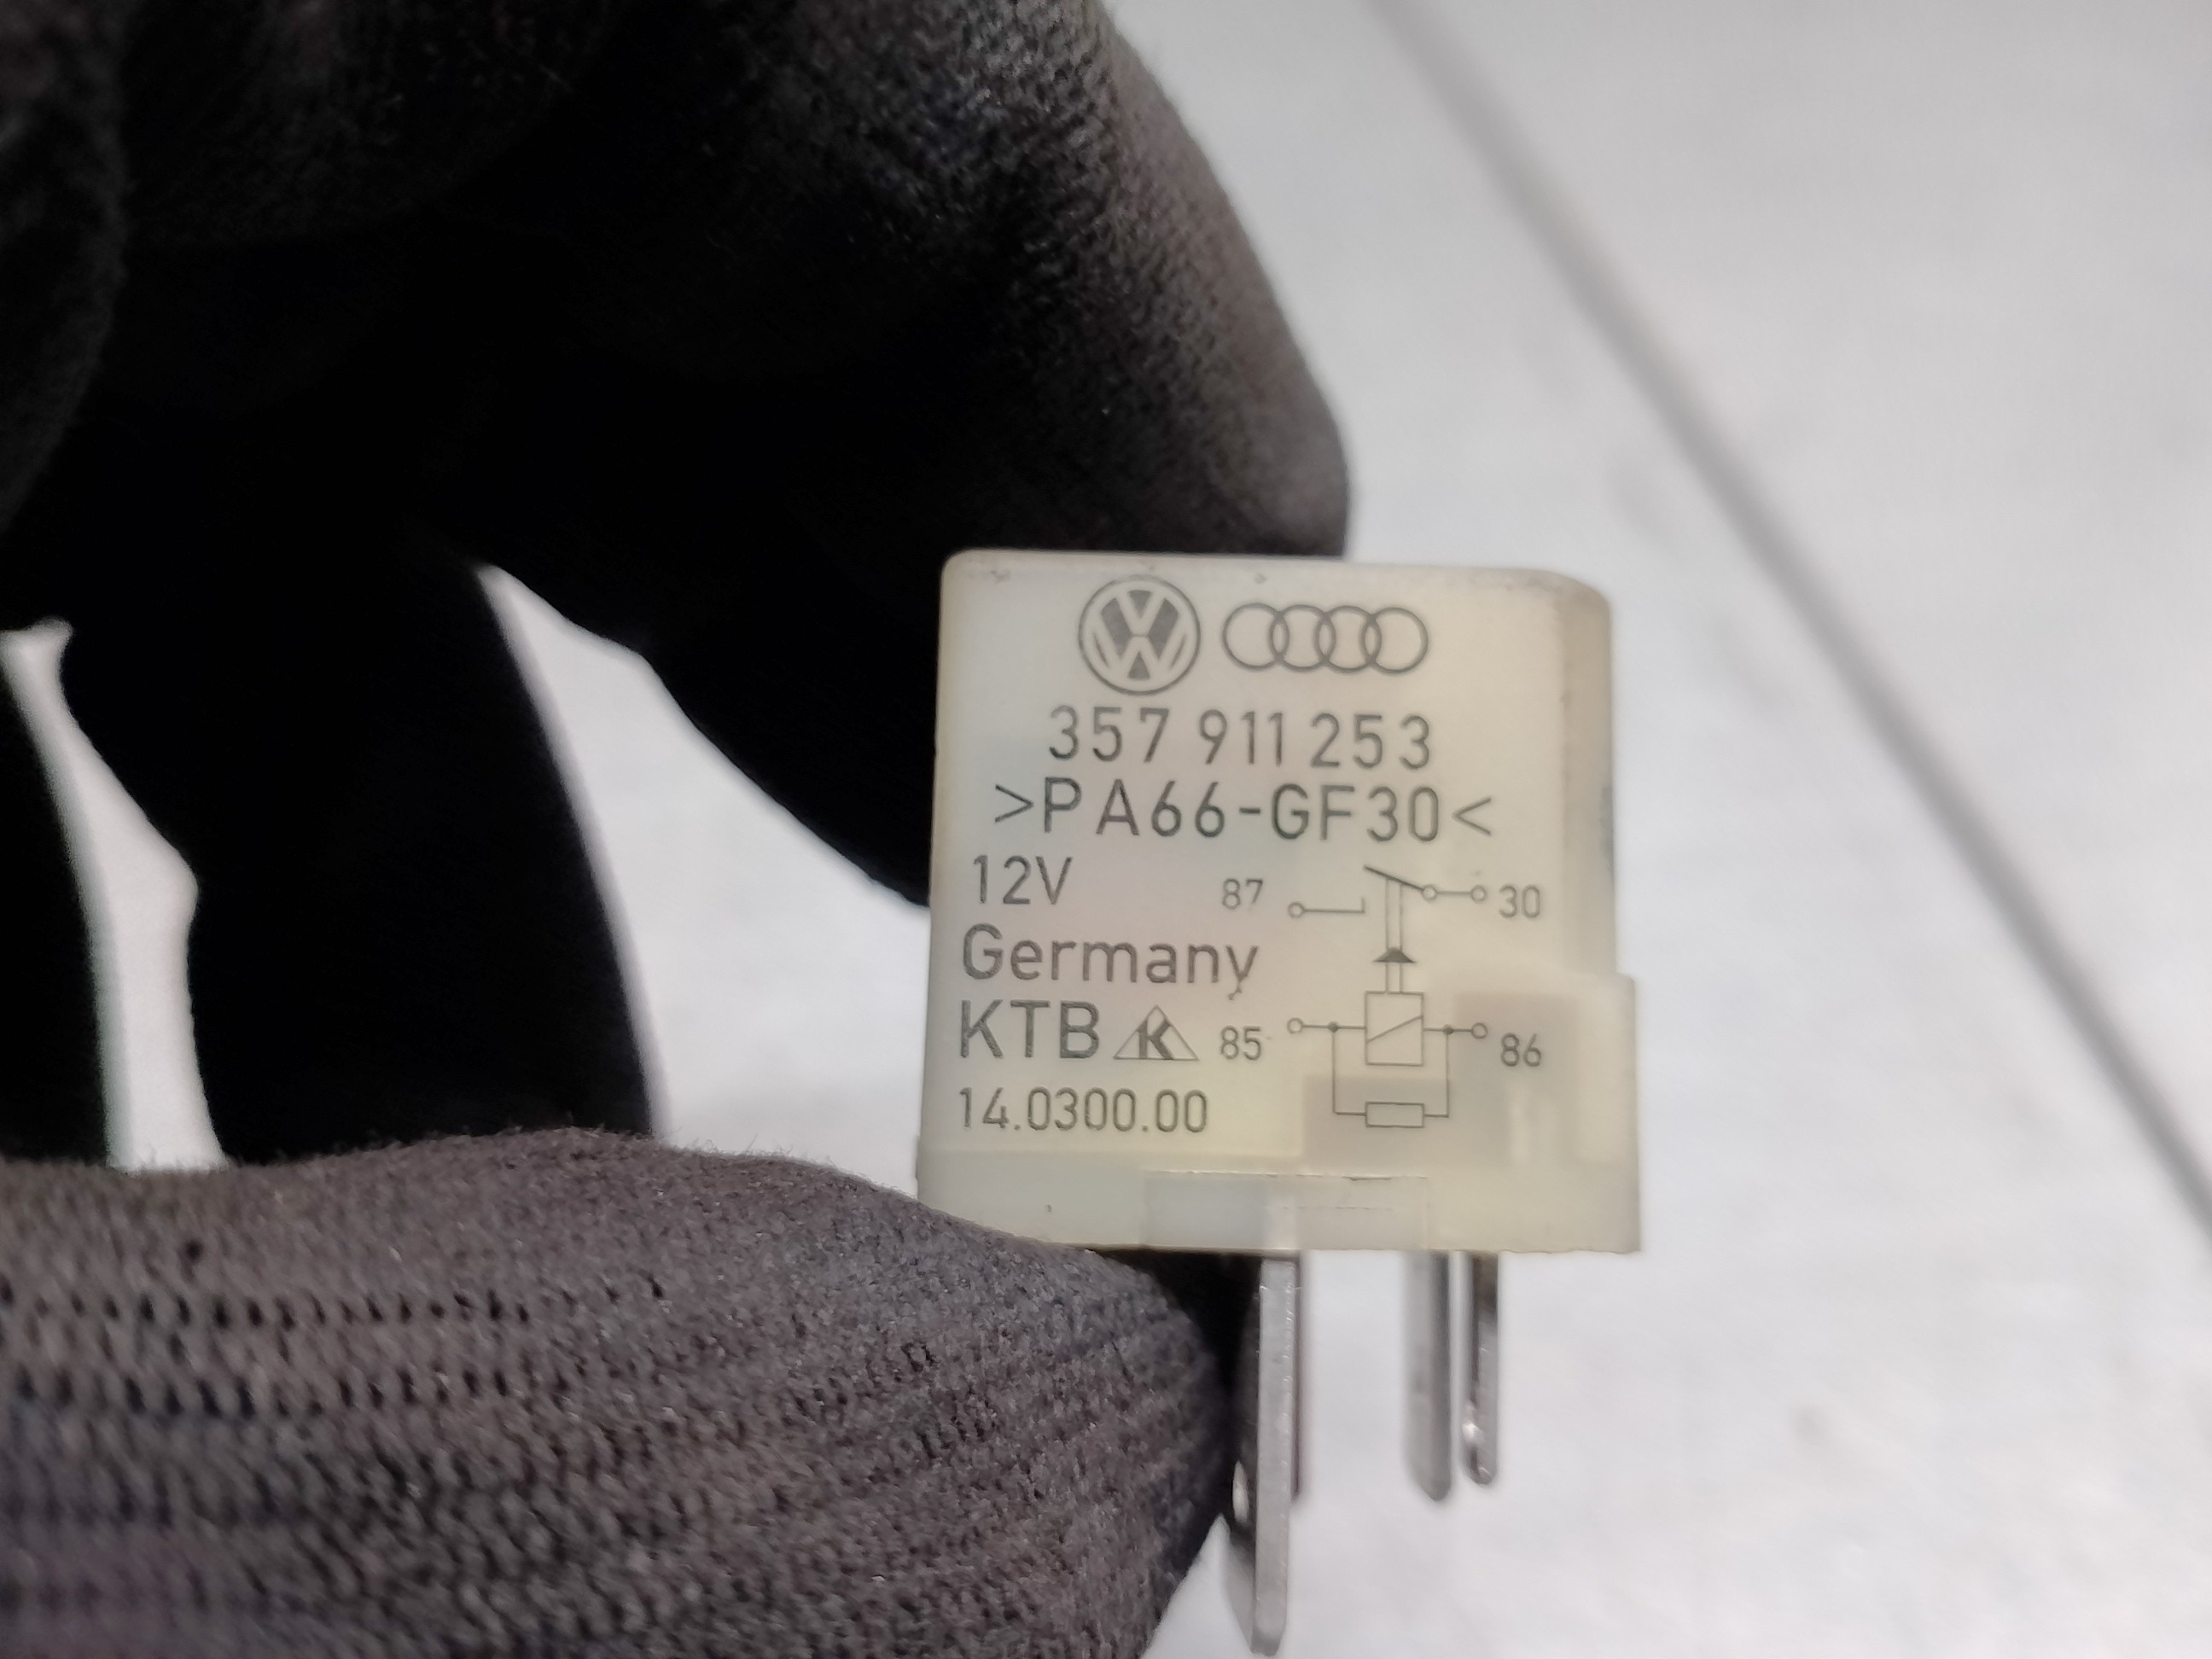 357 911 253
>PA66-GF30<
12V
87
30
Germany
KTB K
85
86
14.0300.00